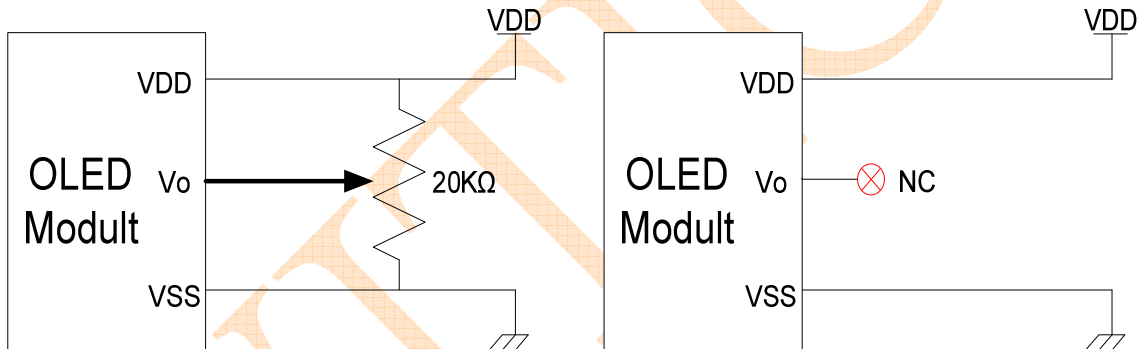 VDD
VDD
OLED
Modult
Vo
20KΩ
VSS
VDD
VDD
OLED
Modult
Vo
NC
VSS